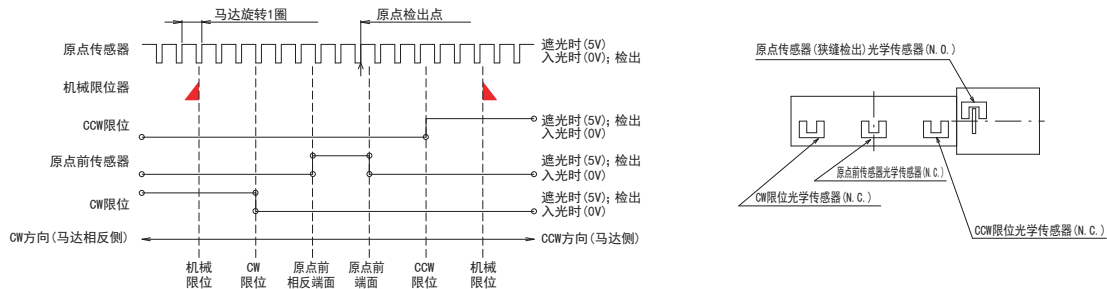 马达旋转1圈
原点检出点
原点传感器
遮光时(5V)
入光时(0V); 检出
机械限位器
CCW限位
遮光时(5V); 检出
入光时(0V)
原点前传感器
遮光时(5V); 检出
入光时(0V)
CW限位
遮光时(5V); 检出
入光时(0V)
CW方向(马达相反侧)
CCW方向(马达侧)
机械
限位
CW
限位
原点前
相反端面
原点前
端面
CCW
限位
机械
限位
原点传感器(狭缝检出)光学传感器(N.O.)
原点前传感器光学传感器(N.C.)
CW限位光学传感器(N.C.)
CCW限位光学传感器(N.C.)